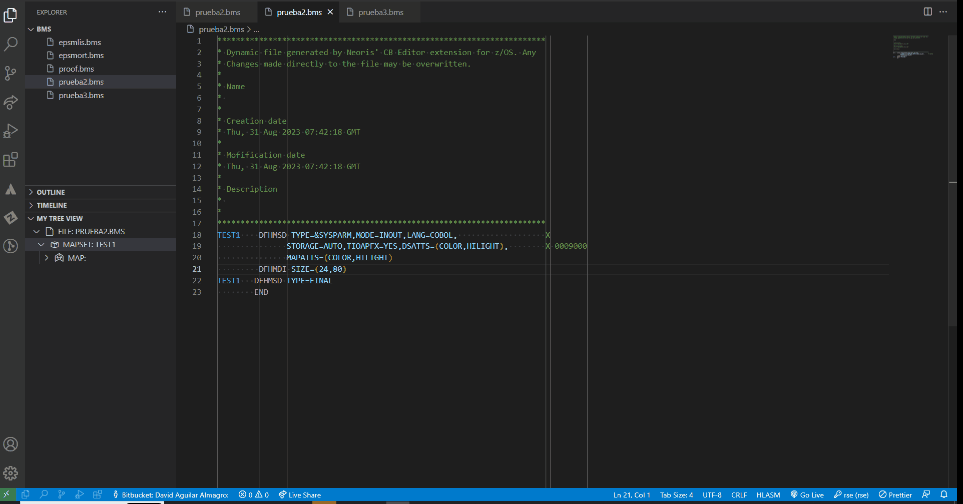 EXPLORER ···
BMS
epsmlis.bms
epsmort.bms
proof.bms
prueba2.bms
prueba3.bms
OUTLINE
TIMELINE
MY TREE VIEW
FILE: PRUEBA2.BMS
MAPSET: TEST1
MAP:
prueba2.bms prueba2.bms prueba3.bms
prueba2.bms > ...
1 ***********************************************************************
2 * Dynamic file generated by Neoris' CB Editor extension for z/OS. Any
3 * Changes made directly to the file may be overwritten.
4 *
5 * Name
6 *
7 *
8 * Creation date
9 * Thu, 31 Aug 2023 07:42:18 GMT
10 *
11 * Mofification date
12 * Thu, 31 Aug 2023 07:42:18 GMT
13 *
14 * Description
15 *
16 *
17 ***********************************************************************
18 TEST1 DFHMSD TYPE=&SYSPARM,MODE=INOUT,LANG=COBOL, X
19 STORAGE=AUTO,TIOAPFX=YES,DSATTS=(COLOR,HILIGHT), X 0009000
20 MAPATTS=(COLOR,HILIGHT)
21 DFHMDI SIZE=(24,80)
22 TEST1 DFHMSD TYPE=FINAL
23 END
Bitbucket: David Aguilar Almagro: 0 0 Live Share Ln 21, Col 1 Tab Size: 4 UTF-8 CRLF HLASM Go Live rse (rse) Prettier